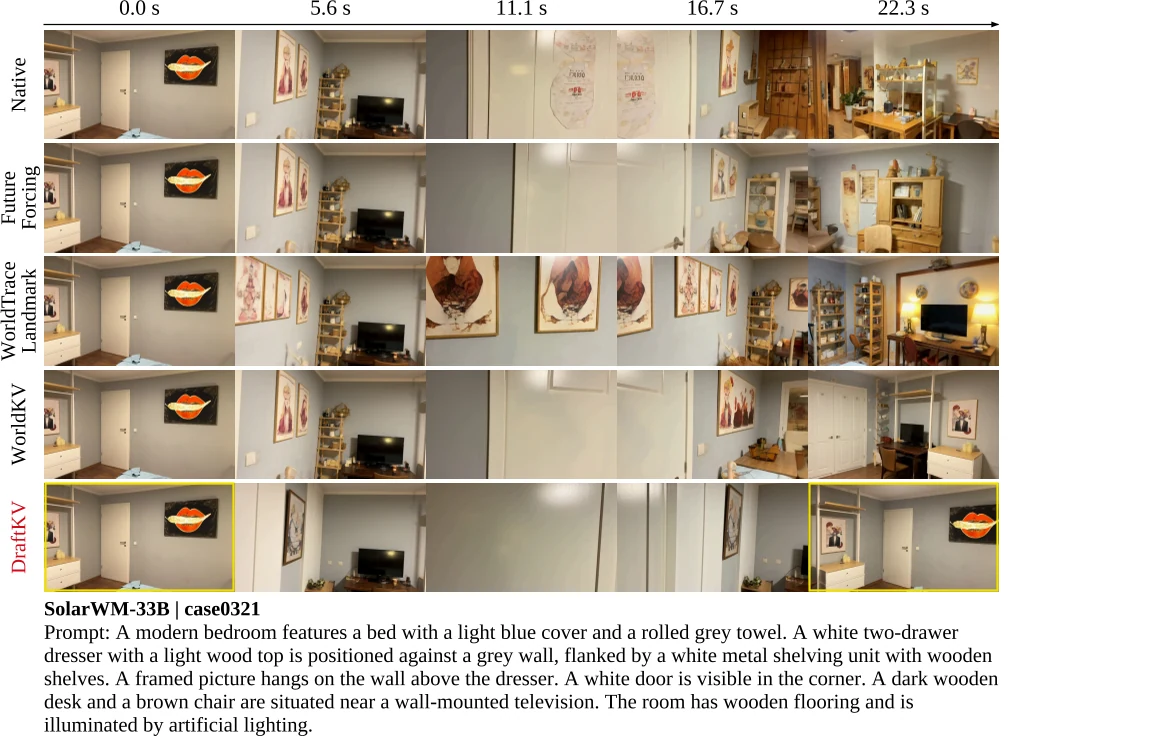 0.0 s 5.6 s 11.1 s 16.7 s 22.3 s
Native
Future
Forcing
WorldTrace
Landmark
WorldKV
DraftKV
SolarWM-33B | case0321
Prompt: A modern bedroom features a bed with a light blue cover and a rolled grey towel. A white two-drawer
dresser with a light wood top is positioned against a grey wall, flanked by a white metal shelving unit with wooden
shelves. A framed picture hangs on the wall above the dresser. A white door is visible in the corner. A dark wooden
desk and a brown chair are situated near a wall-mounted television. The room has wooden flooring and is
illuminated by artificial lighting.